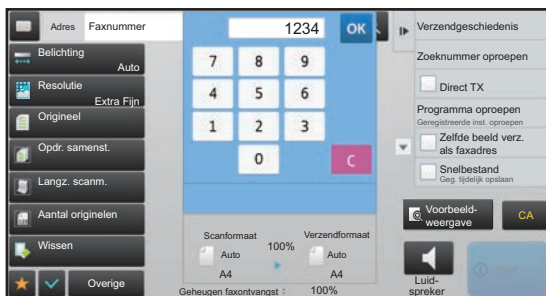 Adres
Faxnummer
Belichting
Auto
Resolutie
Extra Fijn
Origineel
Opdr. samenst.
Langz. scanm.
Aantal originelen
Wissen
Overige
1234
OK
7 8 9
4 5 6
1 2 3
0
C
Scanformaat
Verzendformaat
Auto
100%
Auto
A4
A4
Geheugen faxontvangst : 100%
Verzendgeschiedenis
Zoeknummer oproepen
Direct TX
Programma oproepen
Geregistreerde inst. oproepen
Zelfde beeld verz.
als faxadres
Snelbestand
Geg. tijdelijk opslaan
Voorbeeld-
weergave
CA
Luid-
spreker
Start